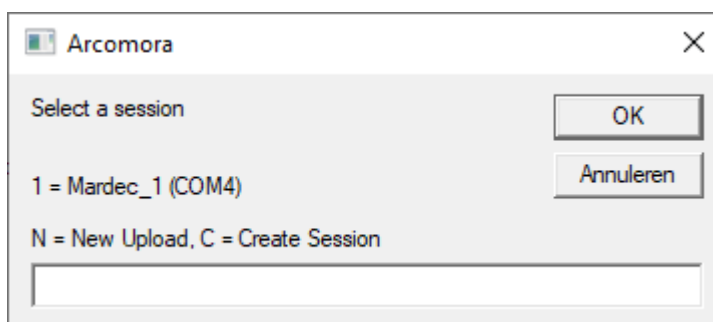 Arcomora
Select a session
OK
1 = Mardec_1 (COM4)
Annuleren
N = New Upload, C = Create Session